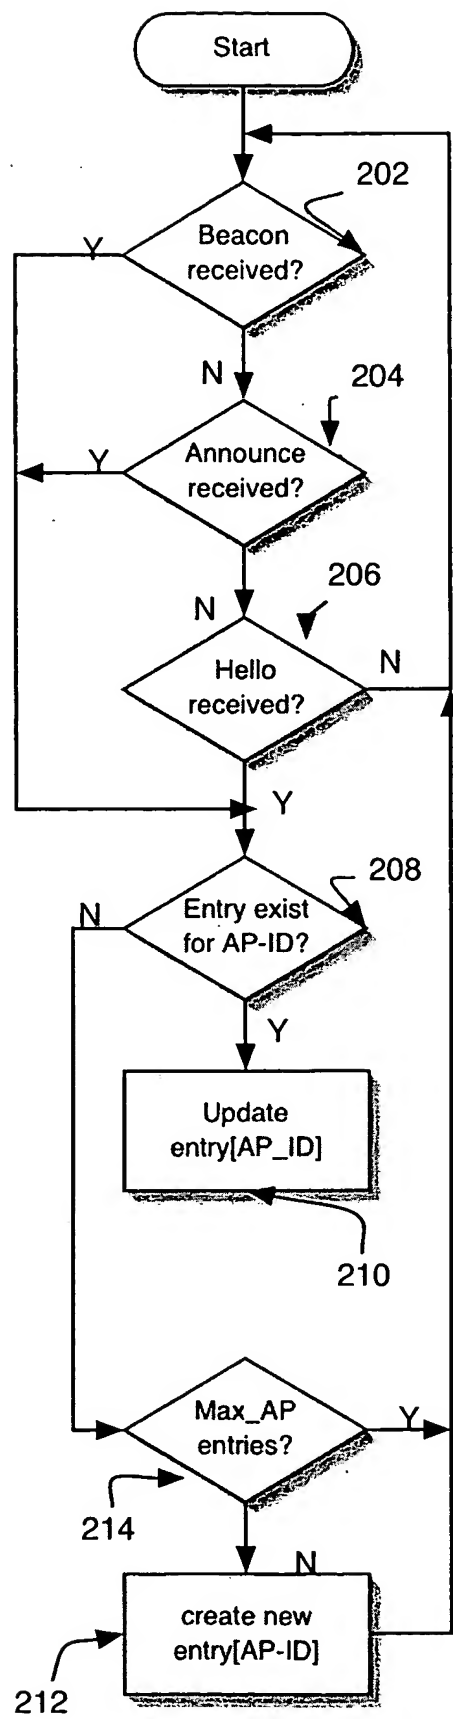 Start
202
Beacon
received?
Y
N
204
Announce
received?
Y
N
206
Hello
received?
N
Y
208
Entry exist
for AP-ID?
N
Y
Update
entry[AP_ID]
210
Max_AP
entries?
Y
214
N
create new
entry[AP-ID]
212